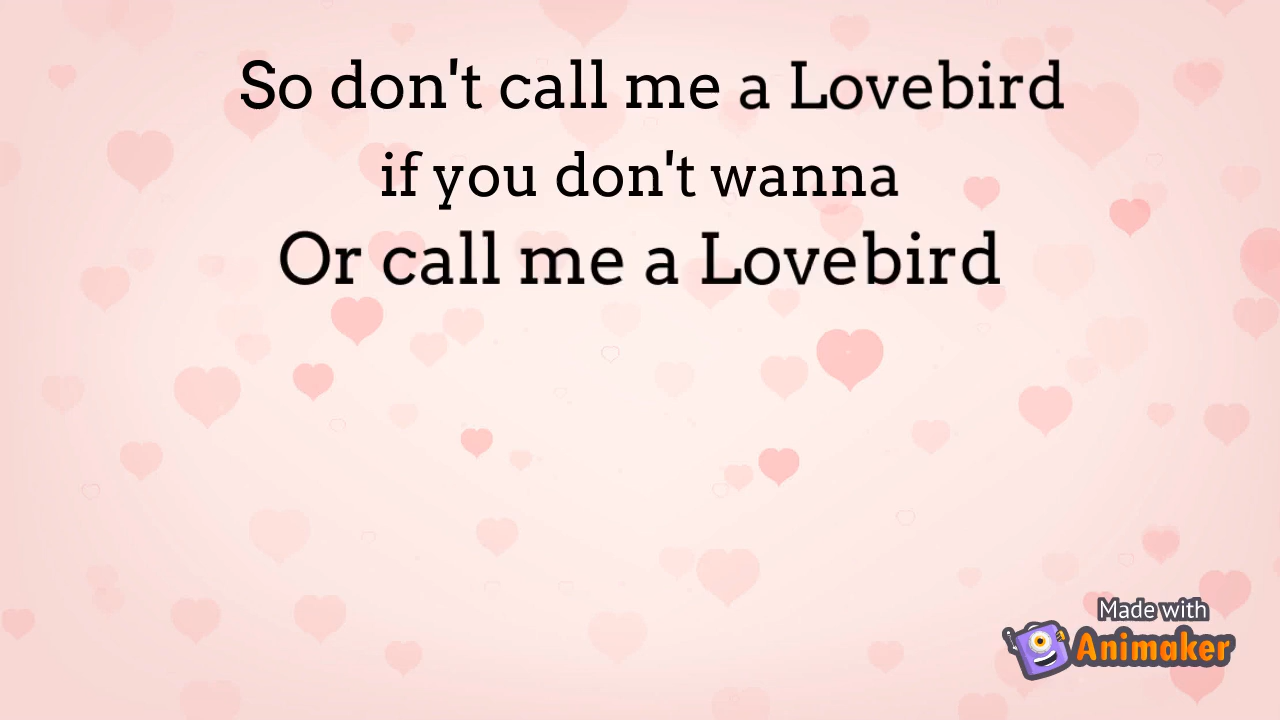 So don't call me a Lovebird
if you don't wanna
Or call me a Lovebird
Made with
Animaker